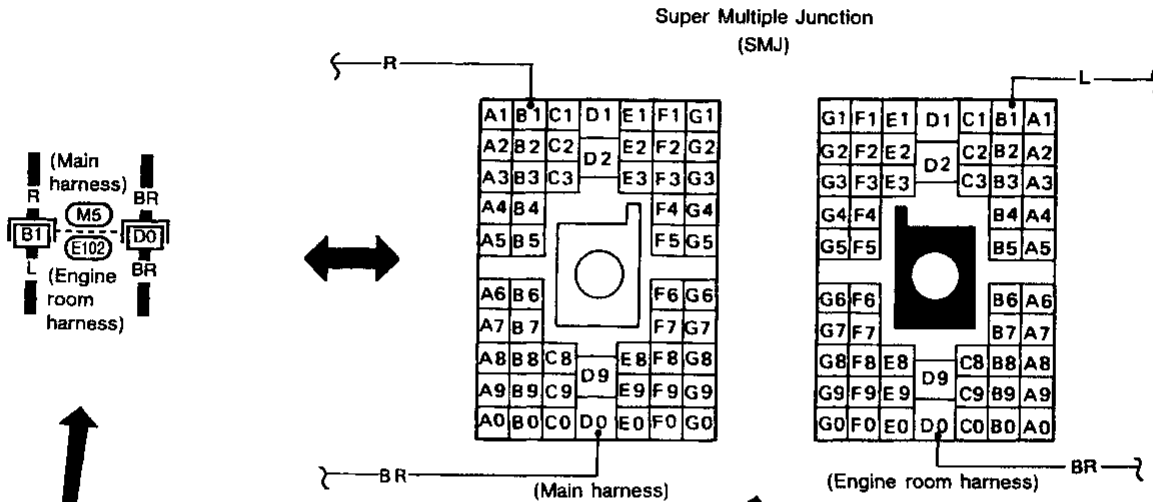 Super Multiple Junction
(SMJ)
R
L
A1 B1 C1 D1 E1 F1 G1
A2 B2 C2 D2 E2 F2 G2
A3 B3 C3 E3 F3 G3
A4 B4 F4 G4
A5 B5 F5 G5
A6 B6 F6 G6
A7 B7 F7 G7
A8 B8 C8 E8 F8 G8
D9
A9 B9 C9 E9 F9 G9
A0 B0 C0 D0 E0 F0 G0
BR
(Main harness)
G1 F1 E1 D1 C1 B1 A1
G2 F2 E2 D2 C2 B2 A2
G3 F3 E3 C3 B3 A3
G4 F4 B4 A4
G5 F5 B5 A5
G6 F6 B6 A6
G7 F7 B7 A7
G8 F8 E8 C8 B8 A8
D9
G9 F9 E9 C9 B9 A9
G0 F0 E0 D0 C0 B0 A0
BR
(Engine room harness)
(Main
harness)
R
BR
M5
B1
D0
E102
L
BR
(Engine
room
harness)